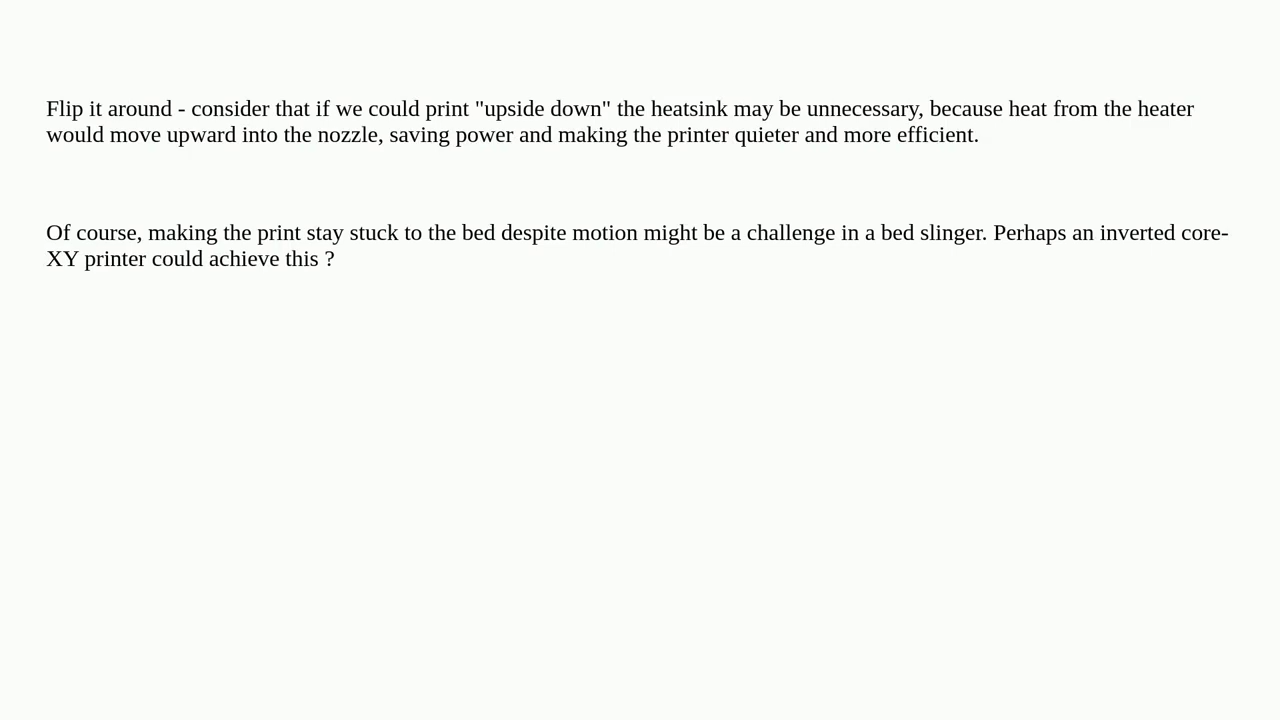 Flip it around - consider that if we could print "upside down" the heatsink may be unnecessary, because heat from the heater
would move upward into the nozzle, saving power and making the printer quieter and more efficient.
Of course, making the print stay stuck to the bed despite motion might be a challenge in a bed slinger. Perhaps an inverted core-
XY printer could achieve this ?